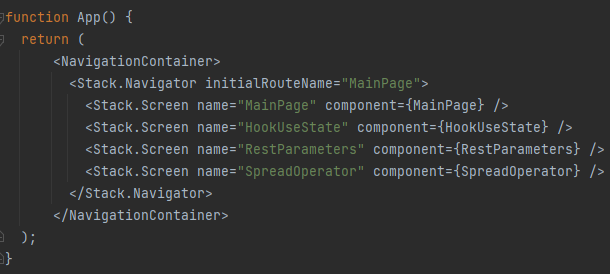 function App() {
return (
<NavigationContainer>
<Stack.Navigator initialRouteName="MainPage">
<Stack.Screen name="MainPage" component={MainPage} />
<Stack.Screen name="HookUseState" component={HookUseState} />
<Stack.Screen name="RestParameters" component={RestParameters} />
<Stack.Screen name="SpreadOperator" component={SpreadOperator} />
</Stack.Navigator>
</NavigationContainer>
);
}